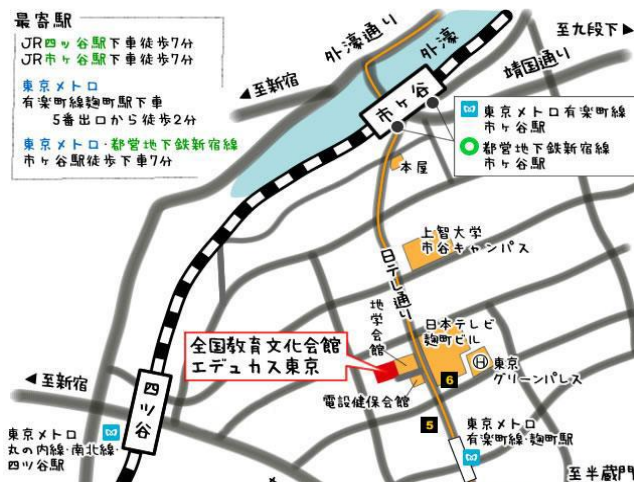 最寄駅
JR四ッ谷駅下車徒歩7分
JR市ヶ谷駅下車徒歩7分
東京メトロ
有楽町線麹町駅下車
5番出口から徒歩2分
東京メトロ・都営地下鉄新宿線
市ヶ谷駅徒歩下車7分
外濠通り
外濠
至九段下▶
靖国通り
◀至新宿
市ヶ谷
東京メトロ有楽町線
市ヶ谷駅
都営地下鉄新宿線
市ヶ谷駅
本屋
上智大学
市谷キャンパス
日テレ通り
地学会館
日本テレビ
麹町ビル
全国教育文化会館
エデュカス東京
H 東京
グリーンパレス
6
電設健保会館
5
◀至新宿
四ツ谷
東京メトロ
丸の内線・南北線・
四ツ谷駅
東京メトロ
有楽町線・麹町駅
至半蔵門